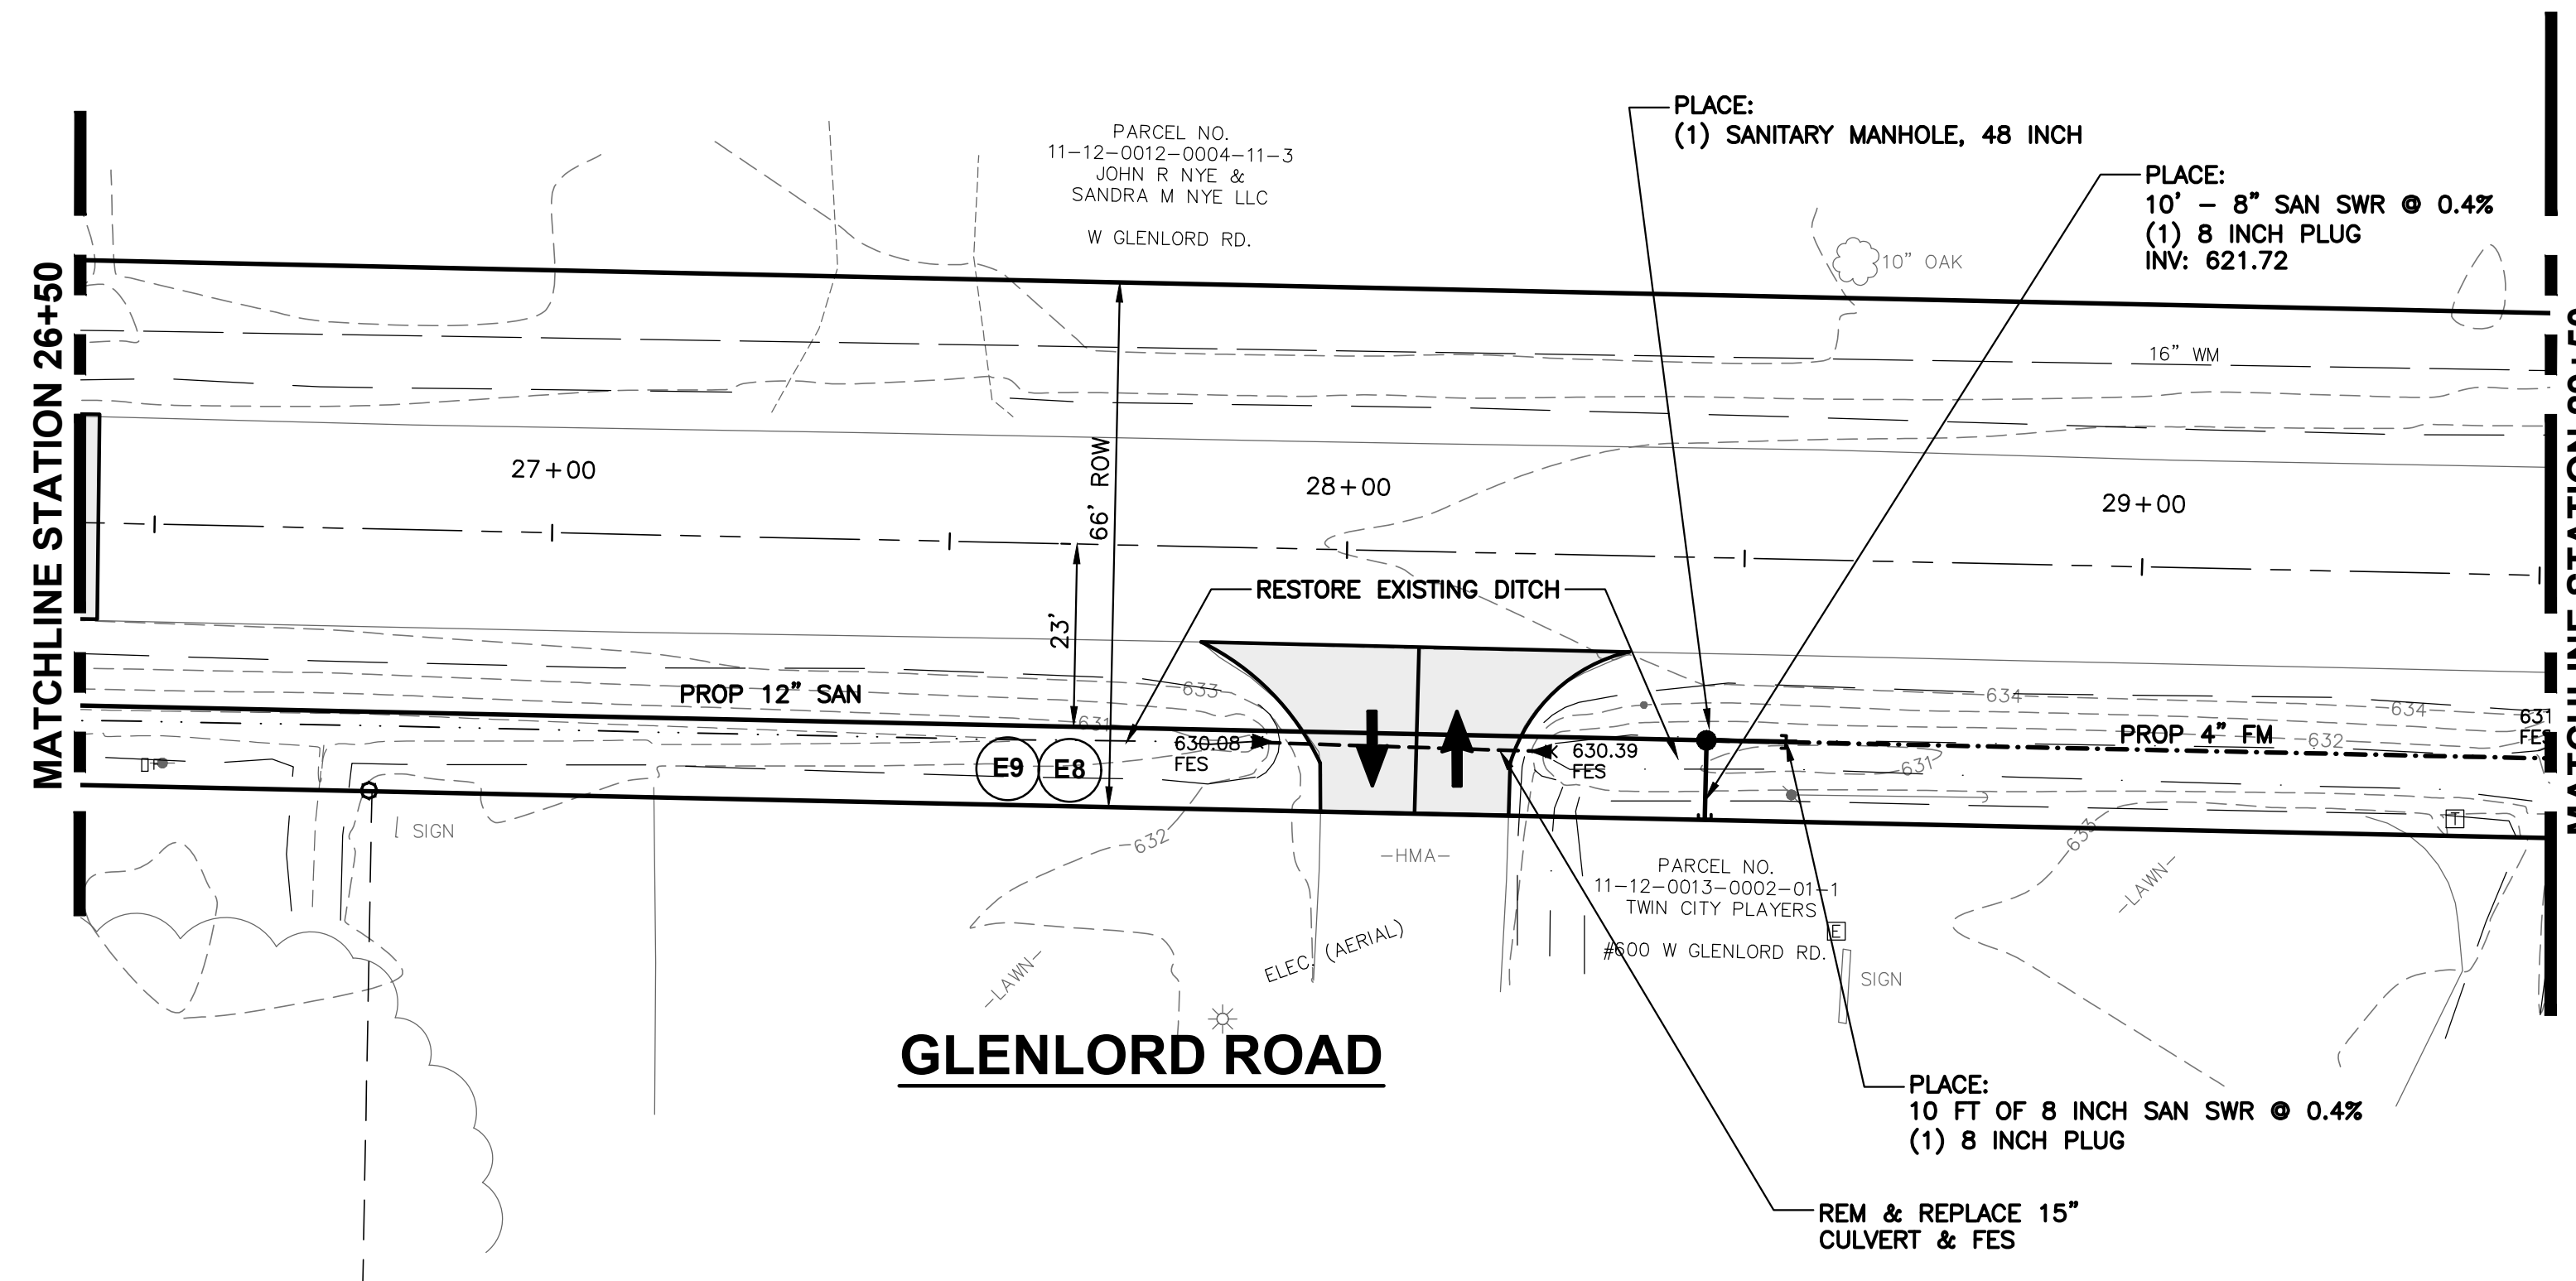 PLACE:
(1) SANITARY MANHOLE, 48 INCH
PARCEL NO.
11-12-0012-0004-11-3
JOHN R NYE &
SANDRA M NYE LLC
W GLENLORD RD.
PLACE:
10' - 8" SAN SWR @ 0.4%
(1) 8 INCH PLUG
INV: 621.72
10" OAK
MATCHLINE STATION 26+50
16" WM
27+00
28+00
29+00
66' ROW
23'
RESTORE EXISTING DITCH
PROP 12" SAN
633
631
634
634
632
631
631
FES
PROP 4" FM
630.08
FES
630.39
FES
E9
E8
SIGN
632
-HMA-
633
T
PARCEL NO.
11-12-0013-0002-01-1
TWIN CITY PLAYERS
#600 W GLENLORD RD.
-LAWN-
E
ELEC. (AERIAL)
-LAWN-
SIGN
GLENLORD ROAD
PLACE:
10 FT OF 8 INCH SAN SWR @ 0.4%
(1) 8 INCH PLUG
REM & REPLACE 15"
CULVERT & FES